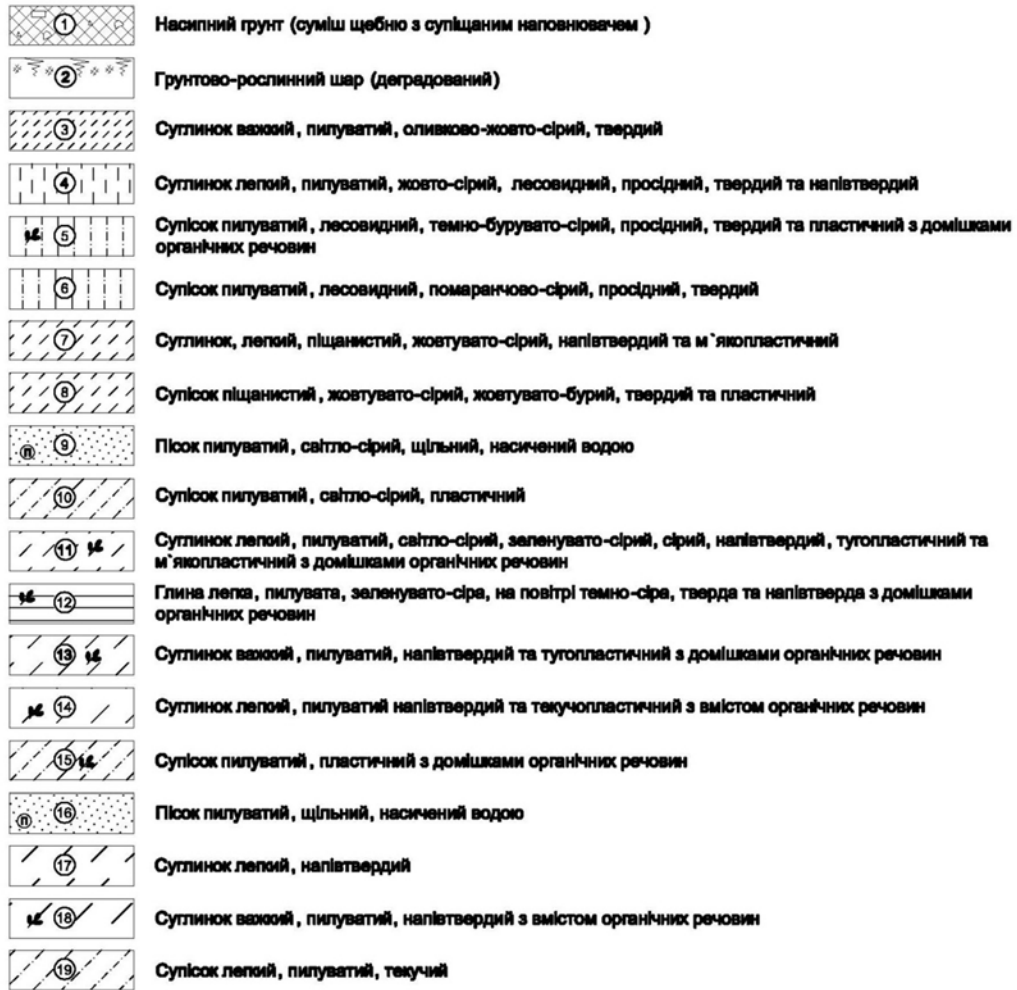 1 Насипний грунт (суміш щебню з супіщаним наповнювачем )
2 Грунтово-рослинний шар (деградований)
3 Суглинок важкий, пилуватий, оливково-жовто-сірий, твердий
4 Суглинок легкий, пилуватий, жовто-сірий, лесовидний, просідний, твердий та напівтвердий
5 Супісок пилуватий, лесовидний, темно-бурувато-сірий, просідний, твердий та пластичний з домішками
органічних речовин
6 Супісок пилуватий, лесовидний, помаранчово-сірий, просідний, твердий
7 Суглинок, легкий, піщанистий, жовтувато-сірий, напівтвердий та м`якопластичний
8 Супісок піщанистий, жовтувато-сірий, жовтувато-бурий, твердий та пластичний
9 п Пісок пилуватий, світло-сірий, щільний, насичений водою
10 Супісок пилуватий, світло-сірий, пластичний
11 Суглинок легкий, пилуватий, світло-сірий, зеленувато-сірий, сірий, напівтвердий, тугопластичний та
м`якопластичний з домішками органічних речовин
12 Глина легка, пилувата, зеленувато-сіра, на повітрі темно-сіра, тверда та напівтверда з домішками
органічних речовин
13 Суглинок важкий, пилуватий, напівтвердий та тугопластичний з домішками органічних речовин
14 Суглинок легкий, пилуватий напівтвердий та текучопластичний з вмістом органічних речовин
15 Супісок пилуватий, пластичний з домішками органічних речовин
16 п Пісок пилуватий, щільний, насичений водою
17 Суглинок легкий, напівтвердий
18 Суглинок важкий, пилуватий, напівтвердий з вмістом органічних речовин
19 Супісок легкий, пилуватий, текучий